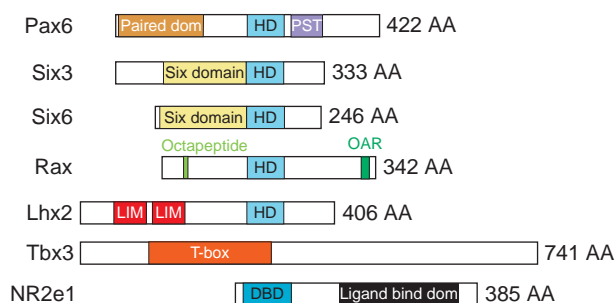 Pax6 Paired dom HD PST 422 AA
Six3 Six domain HD 333 AA
Six6 Six domain HD 246 AA
Octapeptide OAR
Rax HD 342 AA
Lhx2 LIM LIM HD 406 AA
Tbx3 T-box 741 AA
NR2e1 DBD Ligand bind dom 385 AA